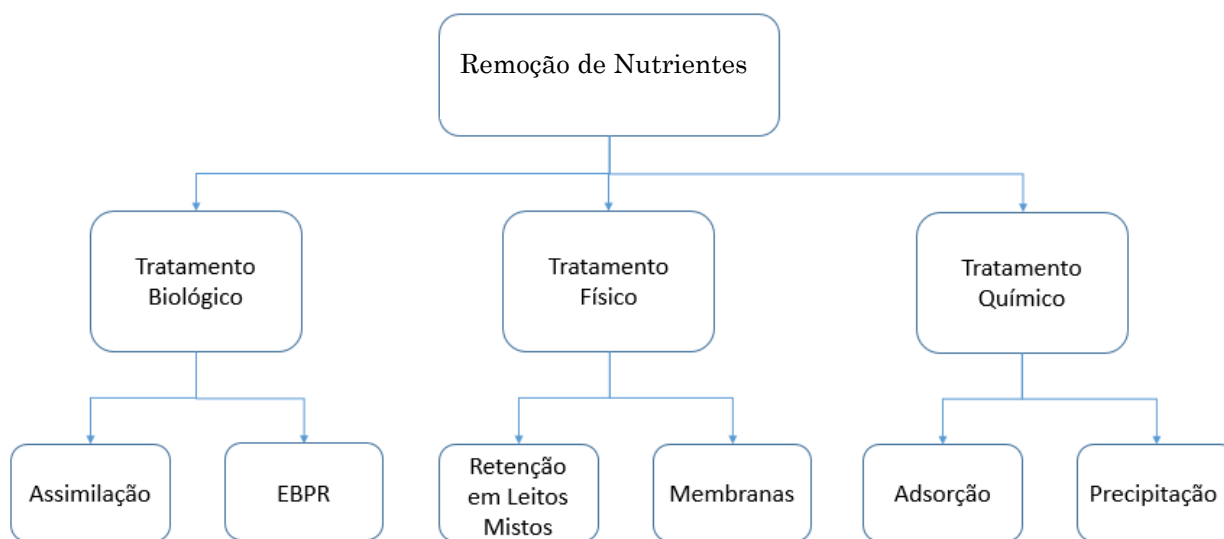 Remoção de Nutrientes
Tratamento
Biológico
Tratamento
Físico
Tratamento
Químico
Assimilação
EBPR
Retenção
em Leitos
Mistos
Membranas
Adsorção
Precipitação